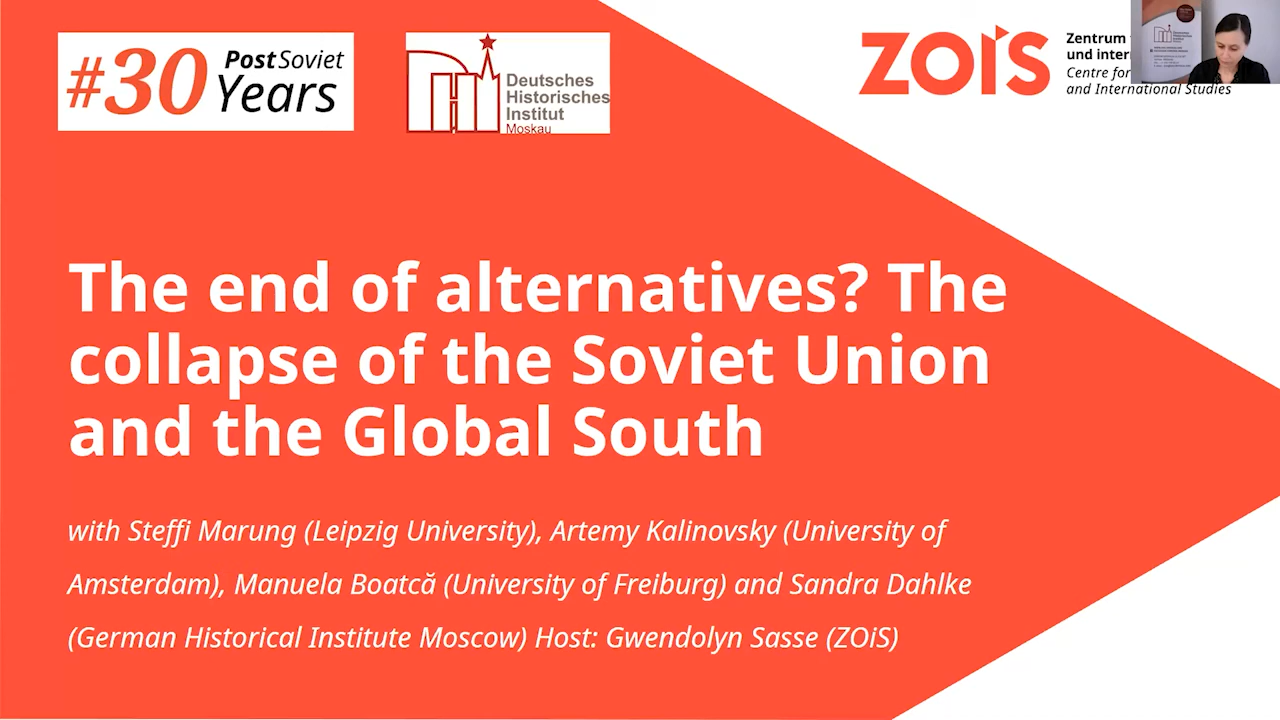 #30 PostSoviet Years
Deutsches
Historisches
Institut
Moskau
ZOiS
Zentrum
und inter
Centre for
and International Studies
The end of alternatives? The
collapse of the Soviet Union
and the Global South
with Steffi Marung (Leipzig University), Artemy Kalinovsky (University of
Amsterdam), Manuela Boatcă (University of Freiburg) and Sandra Dahlke
(German Historical Institute Moscow) Host: Gwendolyn Sasse (ZOiS)